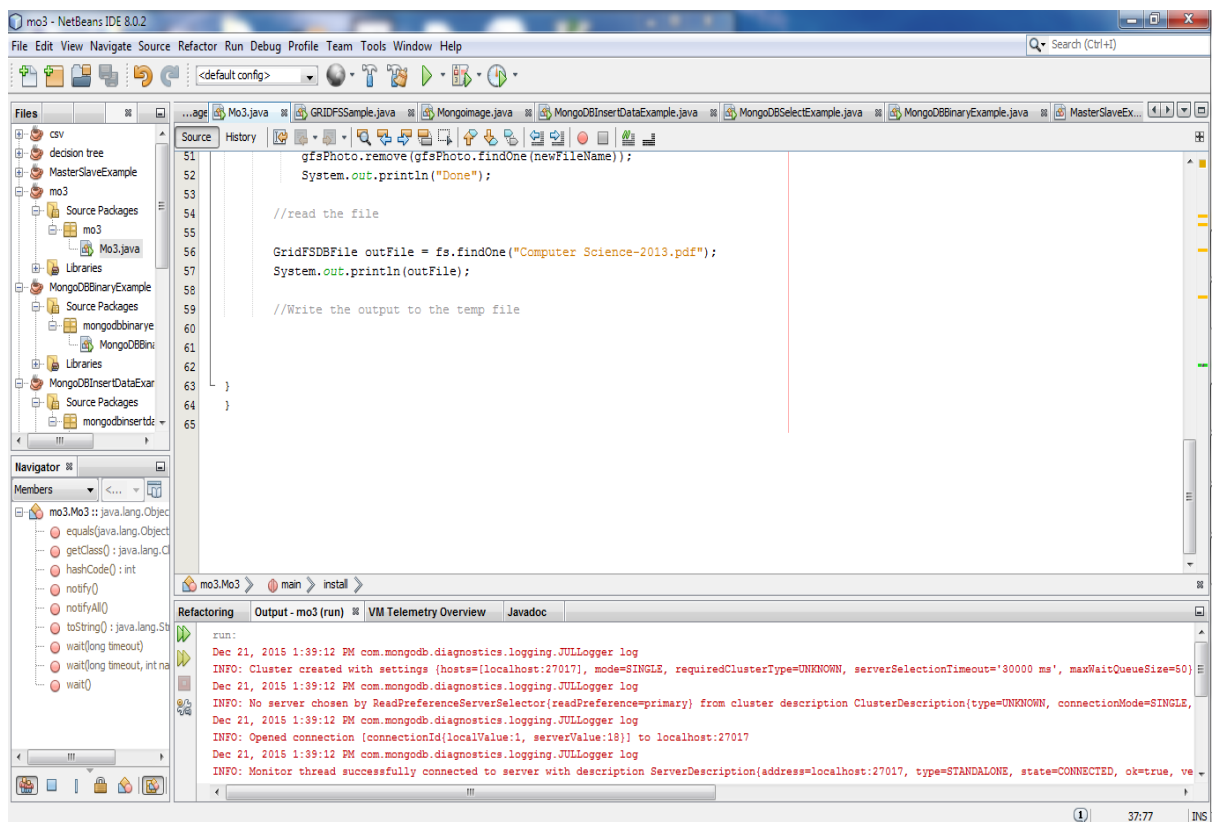 mo3 - NetBeans IDE 8.0.2
File Edit View Navigate Source Refactor Run Debug Profile Team Tools Window Help
Search (Ctrl+I)
<default config>
Files
...age Mo3.java GRIDFSSample.java Mongoimage.java MongoDBInsertDataExample.java MongoDBSelectExample.java MongoDBBinaryExample.java MasterSlaveEx...
Source History
csv
decision tree
MasterSlaveExample
mo3
Source Packages
mo3
Mo3.java
Libraries
MongoDBBinaryExample
Source Packages
mongodbbinarye
MongoDBBina
Libraries
MongoDBInsertDataExar
Source Packages
mongodbinsertda
51 gfsPhoto.remove(gfsPhoto.findOne(newFileName));
52 System.out.println("Done");
53
54 //read the file
55
56 GridFSDBFile outFile = fs.findOne("Computer Science-2013.pdf");
57 System.out.println(outFile);
58
59 //Write the output to the temp file
60
61
62
63 }
64 }
65
mo3.Mo3 main install
Navigator
Members <...
mo3.Mo3 :: java.lang.Objec
equals(java.lang.Object
getClass() : java.lang.Cl
hashCode() : int
notify()
notifyAll()
toString() : java.lang.St
wait(long timeout)
wait(long timeout, int na
wait()
Refactoring Output - mo3 (run) VM Telemetry Overview Javadoc
run:
Dec 21, 2015 1:39:12 PM com.mongodb.diagnostics.logging.JULLogger log
INFO: Cluster created with settings {hosts=[localhost:27017], mode=SINGLE, requiredClusterType=UNKNOWN, serverSelectionTimeout='30000 ms', maxWaitQueueSize=50}
Dec 21, 2015 1:39:12 PM com.mongodb.diagnostics.logging.JULLogger log
INFO: No server chosen by ReadPreferenceServerSelector{readPreference=primary} from cluster description ClusterDescription{type=UNKNOWN, connectionMode=SINGLE,
Dec 21, 2015 1:39:12 PM com.mongodb.diagnostics.logging.JULLogger log
INFO: Opened connection [connectionId{localValue:1, serverValue:18}] to localhost:27017
Dec 21, 2015 1:39:12 PM com.mongodb.diagnostics.logging.JULLogger log
INFO: Monitor thread successfully connected to server with description ServerDescription{address=localhost:27017, type=STANDALONE, state=CONNECTED, ok=true, ve
1 37:77 INS